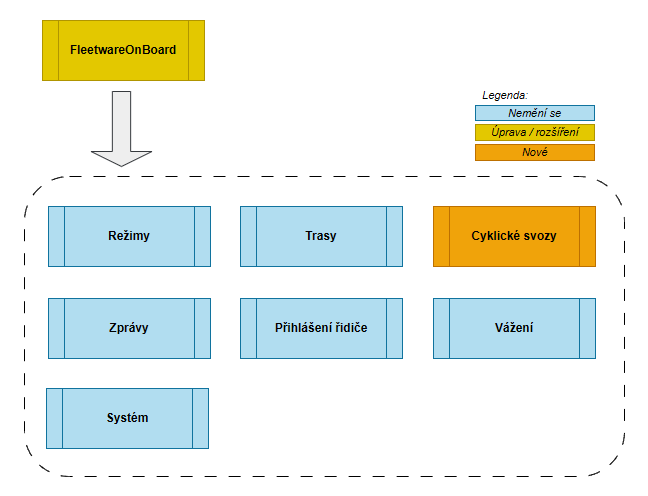 FleetwareOnBoard
Legenda:
Nemění se
Úprava / rozšíření
Nové
Režimy
Trasy
Cyklické svozy
Zprávy
Přihlášení řidiče
Vážení
Systém